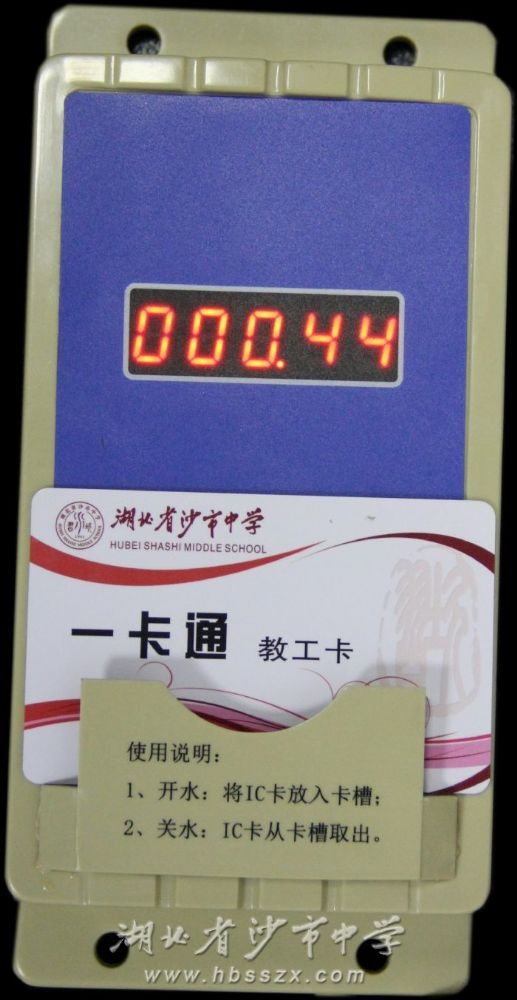 000.44
湖北省沙市中学
HUBEI SHASHI MIDDLE SCHOOL
一卡通 教工卡
使用说明：
1、开水：将IC卡放入卡槽；
2、关水：IC卡从卡槽取出。
湖北省沙市中学
www.hbsszx.com